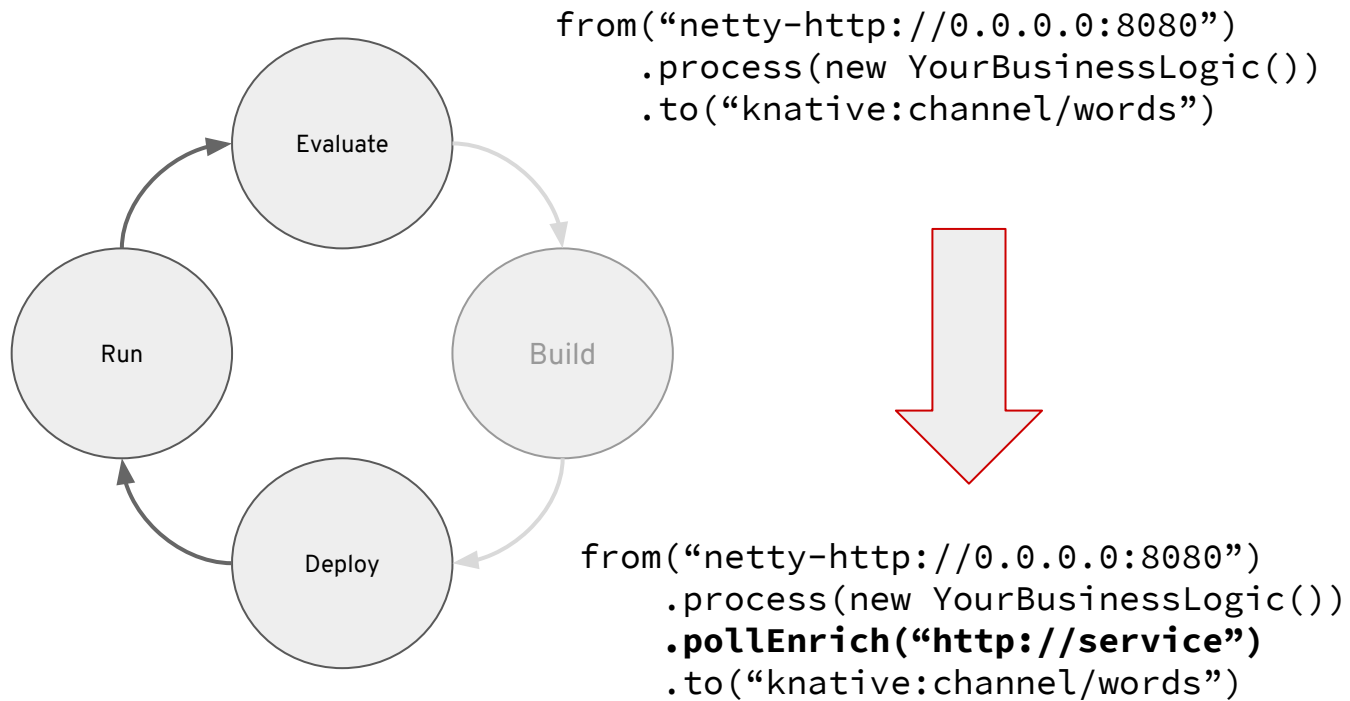 from(“netty-http://0.0.0.0:8080”)
.process(new YourBusinessLogic())
.to(“knative:channel/words”)
Evaluate
Run
Build
Deploy
from(“netty-http://0.0.0.0:8080”)
.process(new YourBusinessLogic())
.pollEnrich(“http://service”)
.to(“knative:channel/words”)